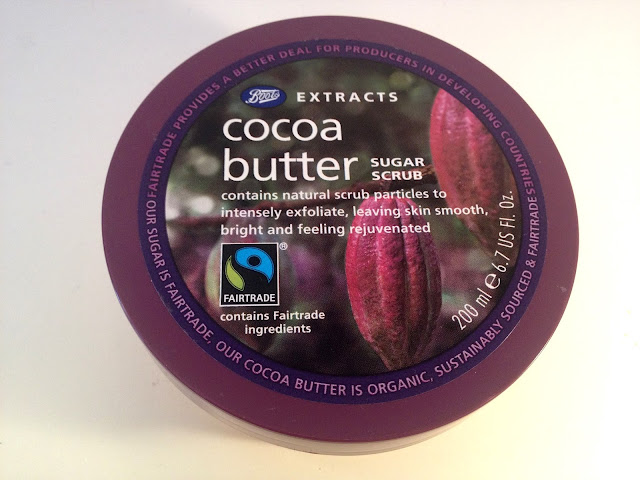 Boots
EXTRACTS
cocoa
butter SUGAR
SCRUB
contains natural scrub particles to
intensely exfoliate, leaving skin smooth,
bright and feeling rejuvenated
®
FAIRTRADE
contains Fairtrade
ingredients
200 ml e 6.7 US Fl. Oz.
FAIRTRADE PROVIDES A BETTER DEAL FOR PRODUCERS IN DEVELOPING COUNTRIES
OUR SUGAR IS FAIRTRADE, OUR COCOA BUTTER IS ORGANIC, SUSTAINABLY SOURCED & FAIRTRADE